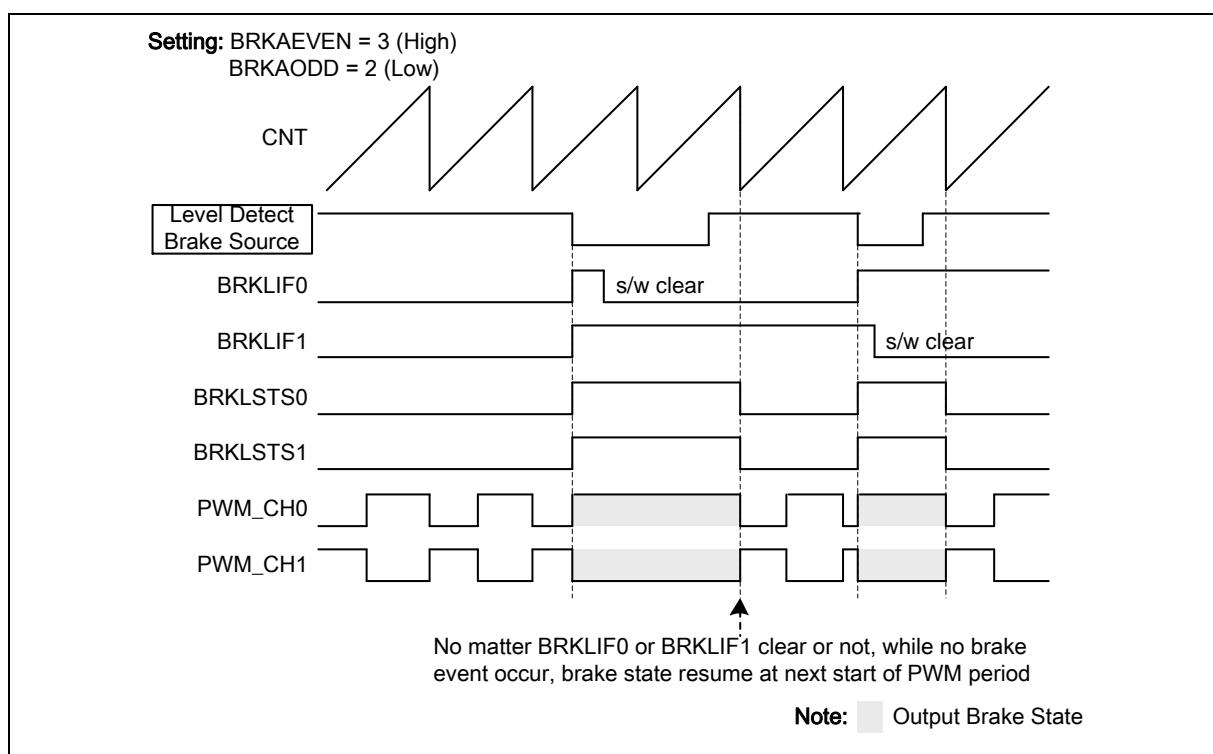 Setting: BRKAEVEN = 3 (High)
BRKAODD = 2 (Low)
CNT
Level Detect
Brake Source
BRKLIF0
s/w clear
BRKLIF1
s/w clear
BRKLSTS0
BRKLSTS1
PWM_CH0
PWM_CH1
No matter BRKLIF0 or BRKLIF1 clear or not, while no brake
event occur, brake state resume at next start of PWM period
Note: Output Brake State